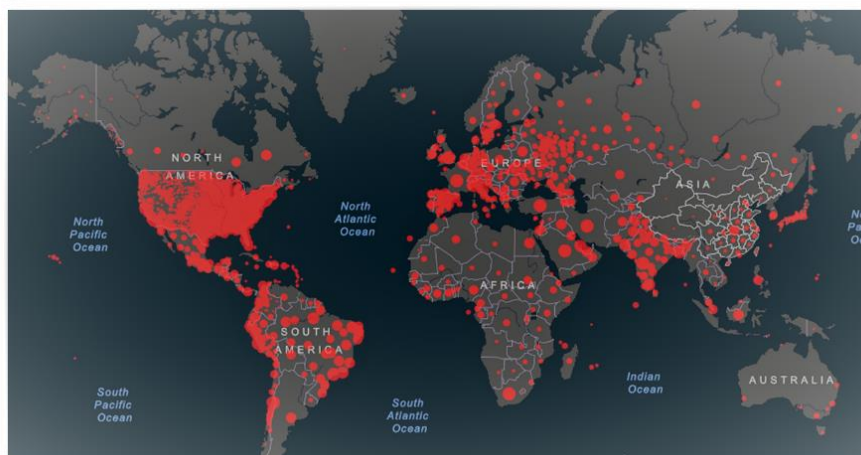 NORTH
AMERICA
EUROPE
ASIA
North
Pacific
Ocean
North
Atlantic
Ocean
AFRICA
SOUTH
AMERICA
Indian
Ocean
AUSTRALIA
South
Pacific
Ocean
South
Atlantic
Ocean